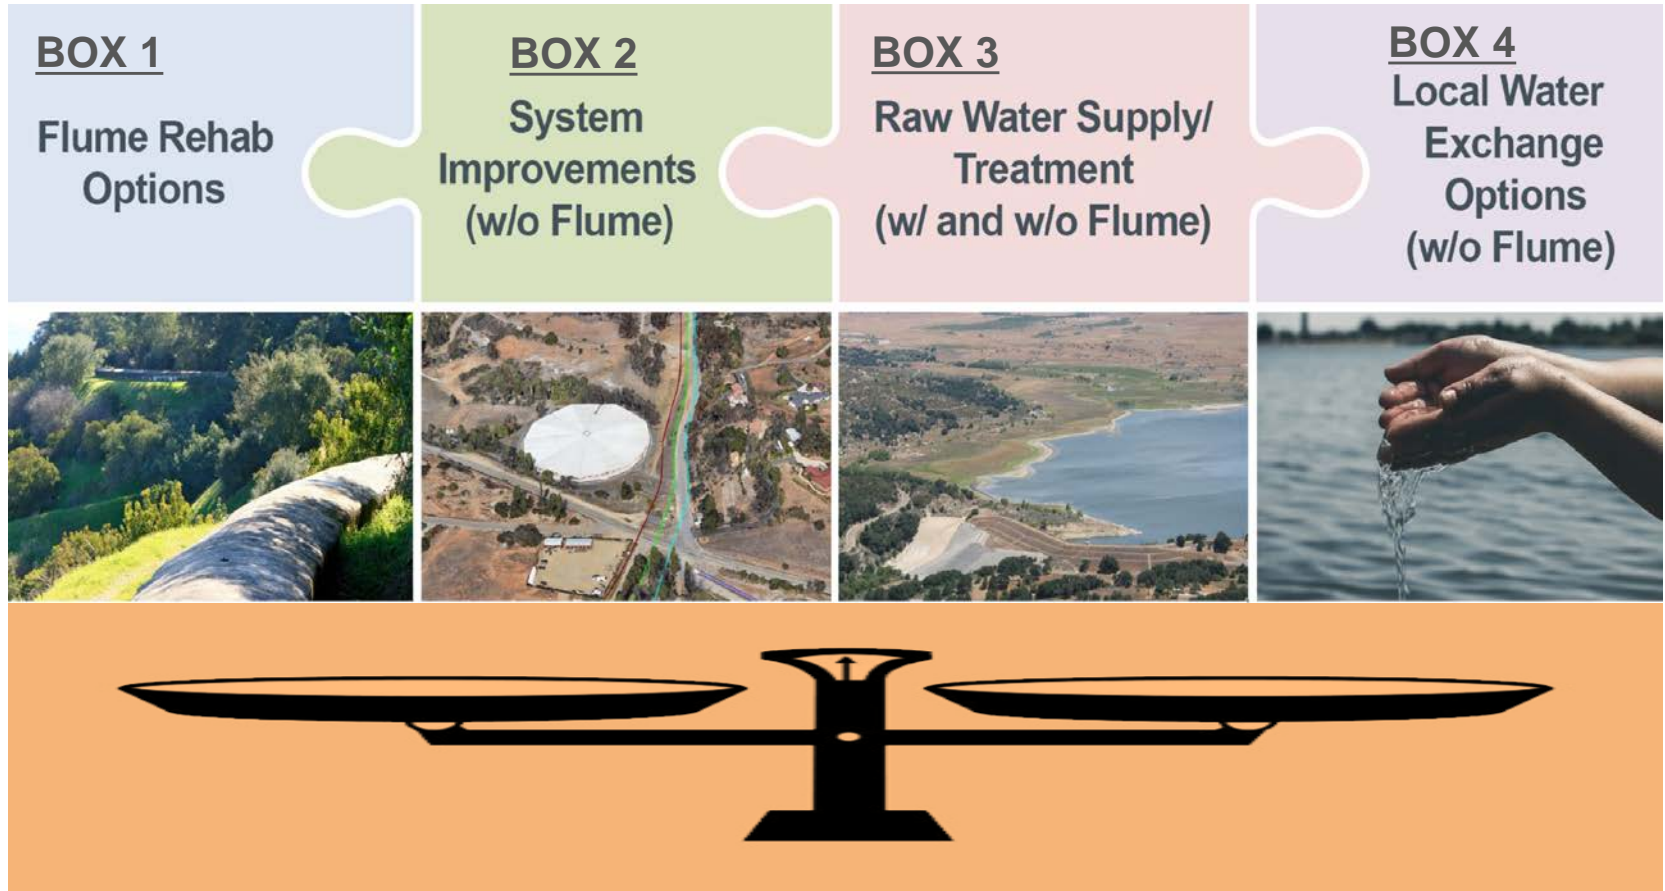 BOX 1
Flume Rehab
Options
BOX 2
System
Improvements
(w/o Flume)
BOX 3
Raw Water Supply/
Treatment
(w/ and w/o Flume)
BOX 4
Local Water
Exchange
Options
(w/o Flume)